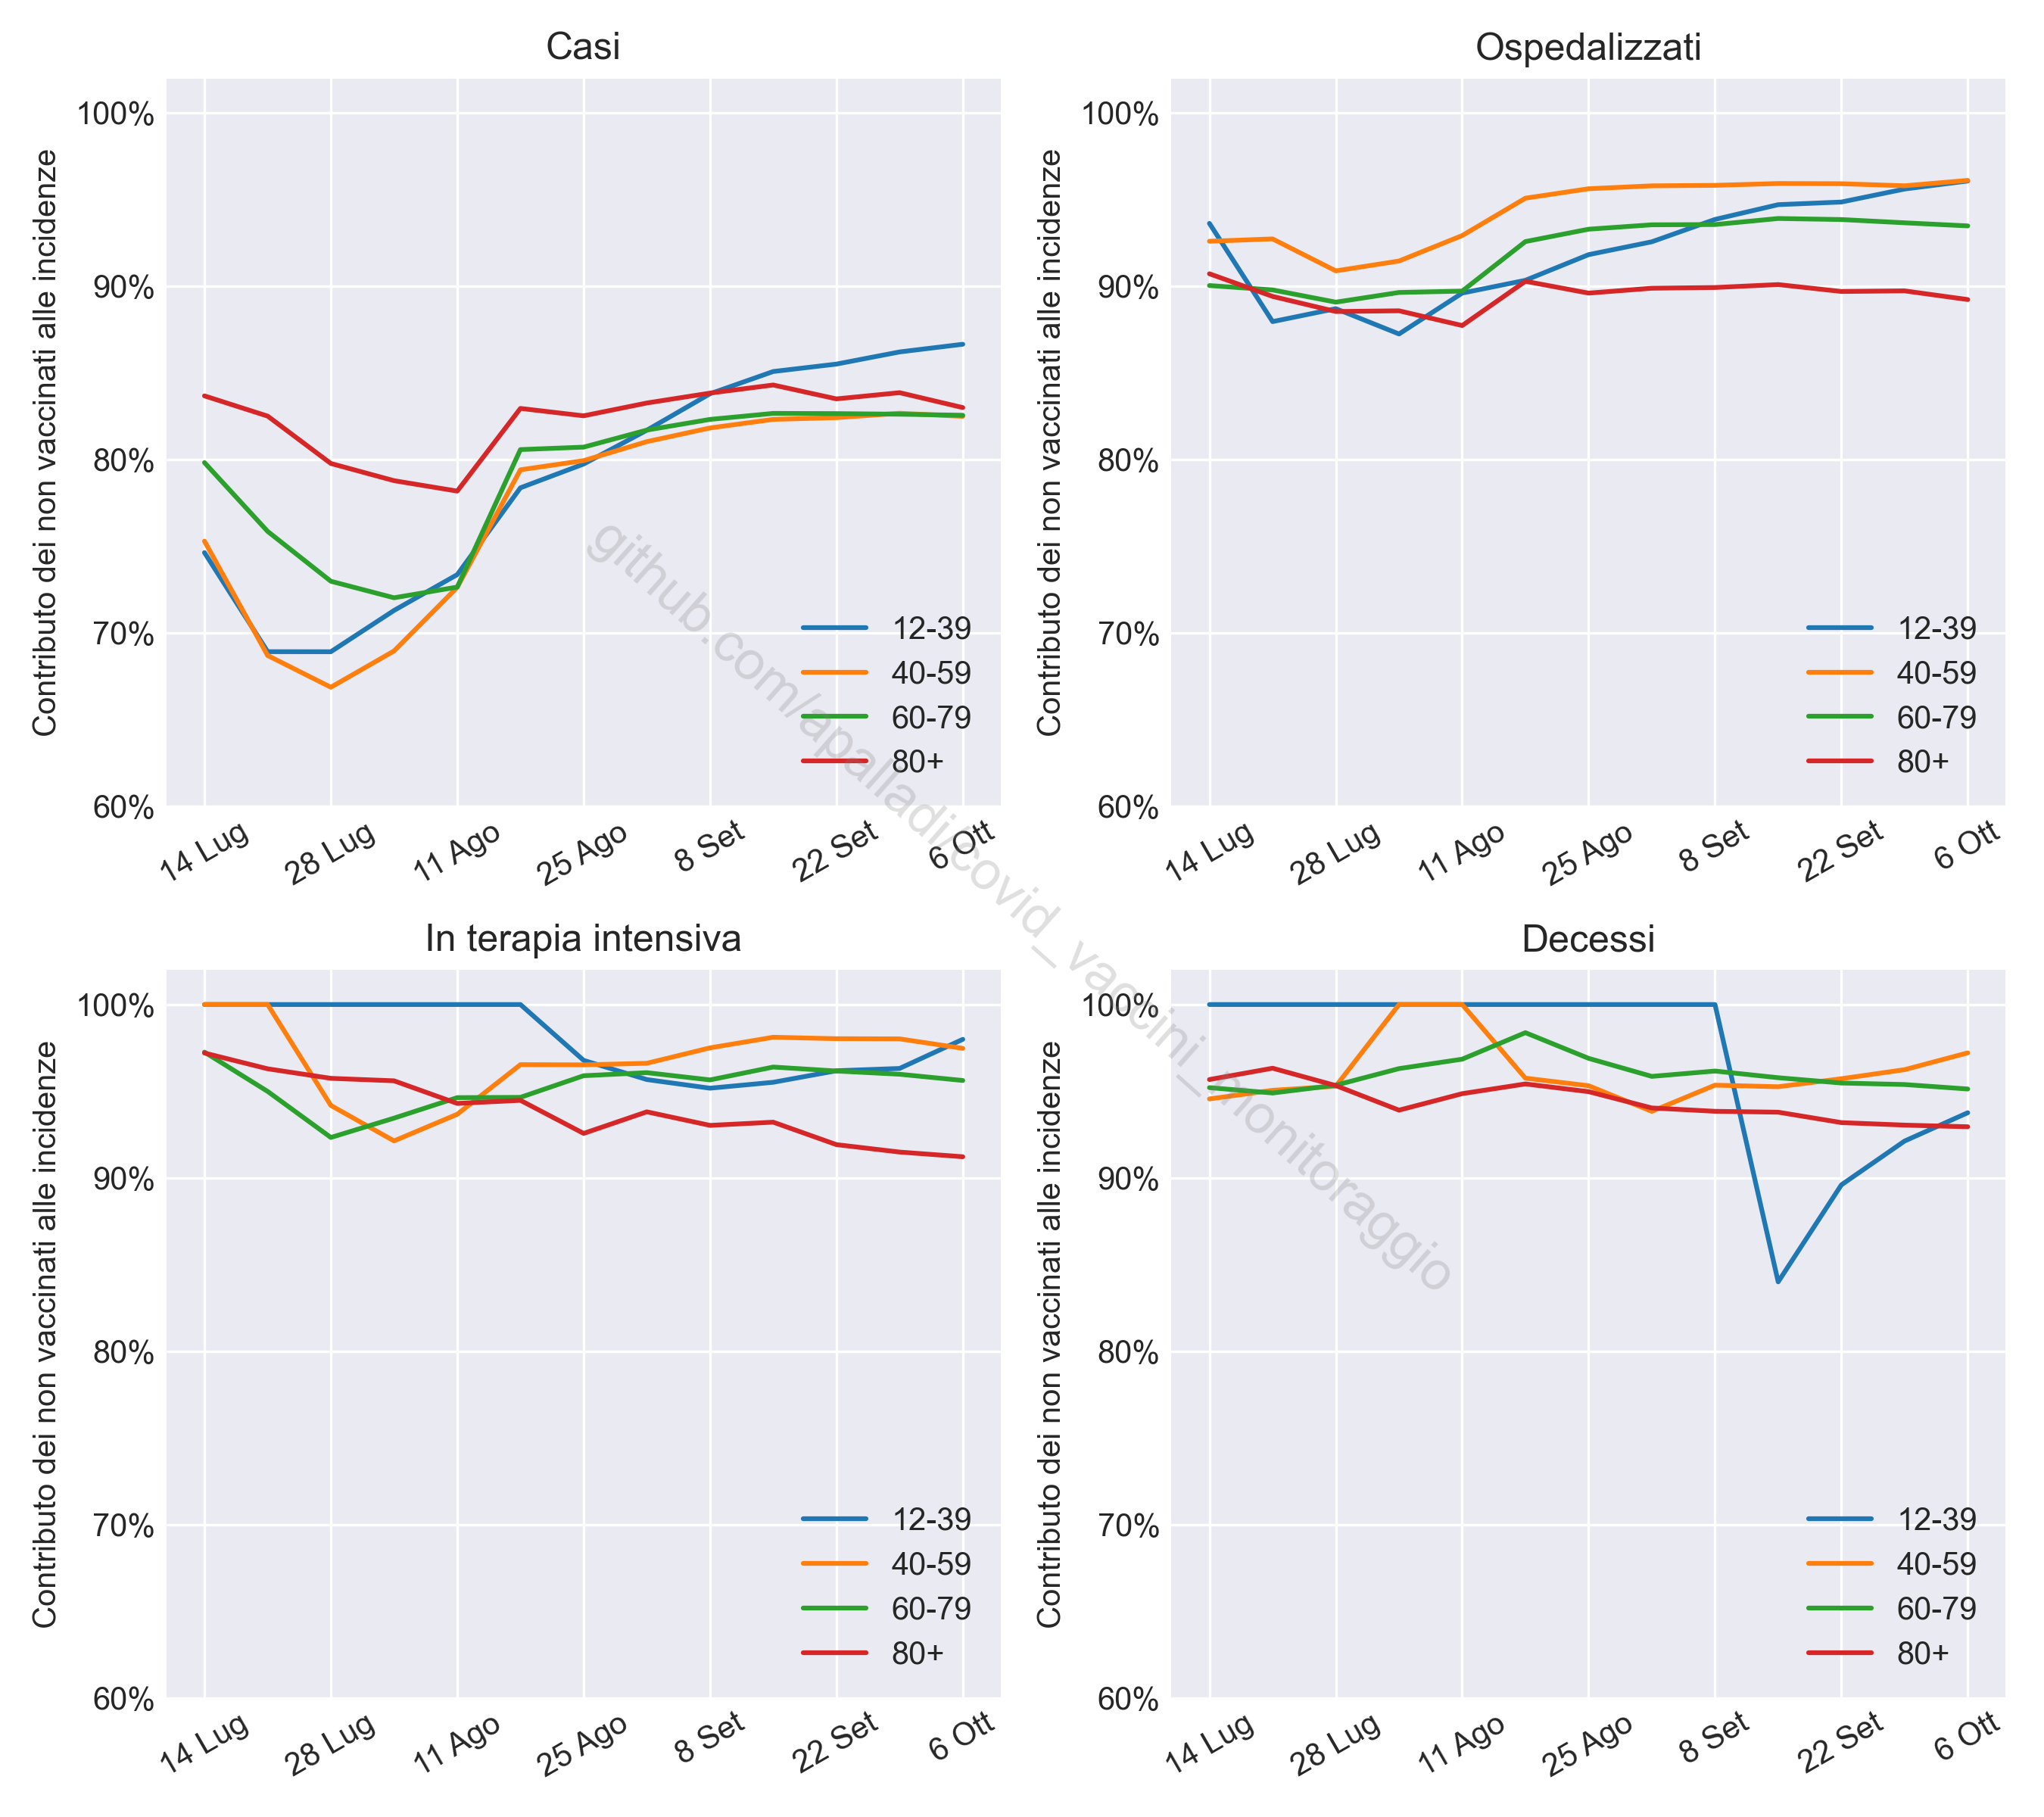 Casi
Contributo dei non vaccinati alle incidenze
100%
90%
80%
70%
60%
14 Lug
28 Lug
11 Ago
25 Ago
8 Set
22 Set
6 Ott
12-39
40-59
60-79
80+
Ospedalizzati
Contributo dei non vaccinati alle incidenze
100%
90%
80%
70%
60%
14 Lug
28 Lug
11 Ago
25 Ago
8 Set
22 Set
6 Ott
12-39
40-59
60-79
80+
In terapia intensiva
Contributo dei non vaccinati alle incidenze
100%
90%
80%
70%
60%
14 Lug
28 Lug
11 Ago
25 Ago
8 Set
22 Set
6 Ott
12-39
40-59
60-79
80+
Decessi
Contributo dei non vaccinati alle incidenze
100%
90%
80%
70%
60%
14 Lug
28 Lug
11 Ago
25 Ago
8 Set
22 Set
6 Ott
12-39
40-59
60-79
80+
github.com/apalladi/covid_vaccini_monitoraggio